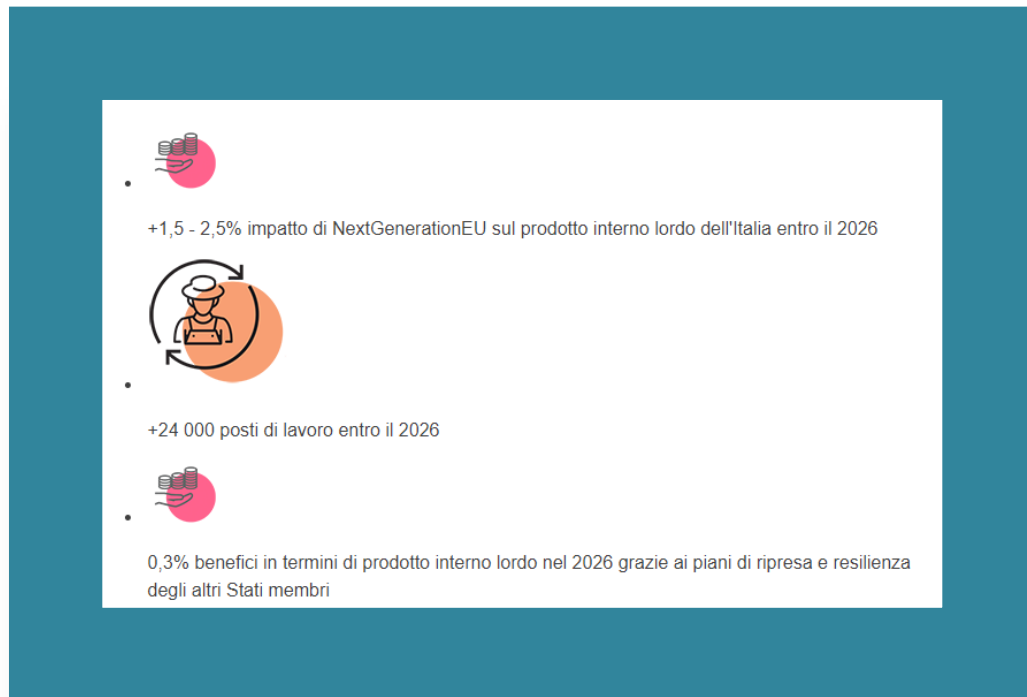 +1,5 - 2,5% impatto di NextGenerationEU sul prodotto interno lordo dell'Italia entro il 2026
+24 000 posti di lavoro entro il 2026
0,3% benefici in termini di prodotto interno lordo nel 2026 grazie ai piani di ripresa e resilienza
degli altri Stati membri